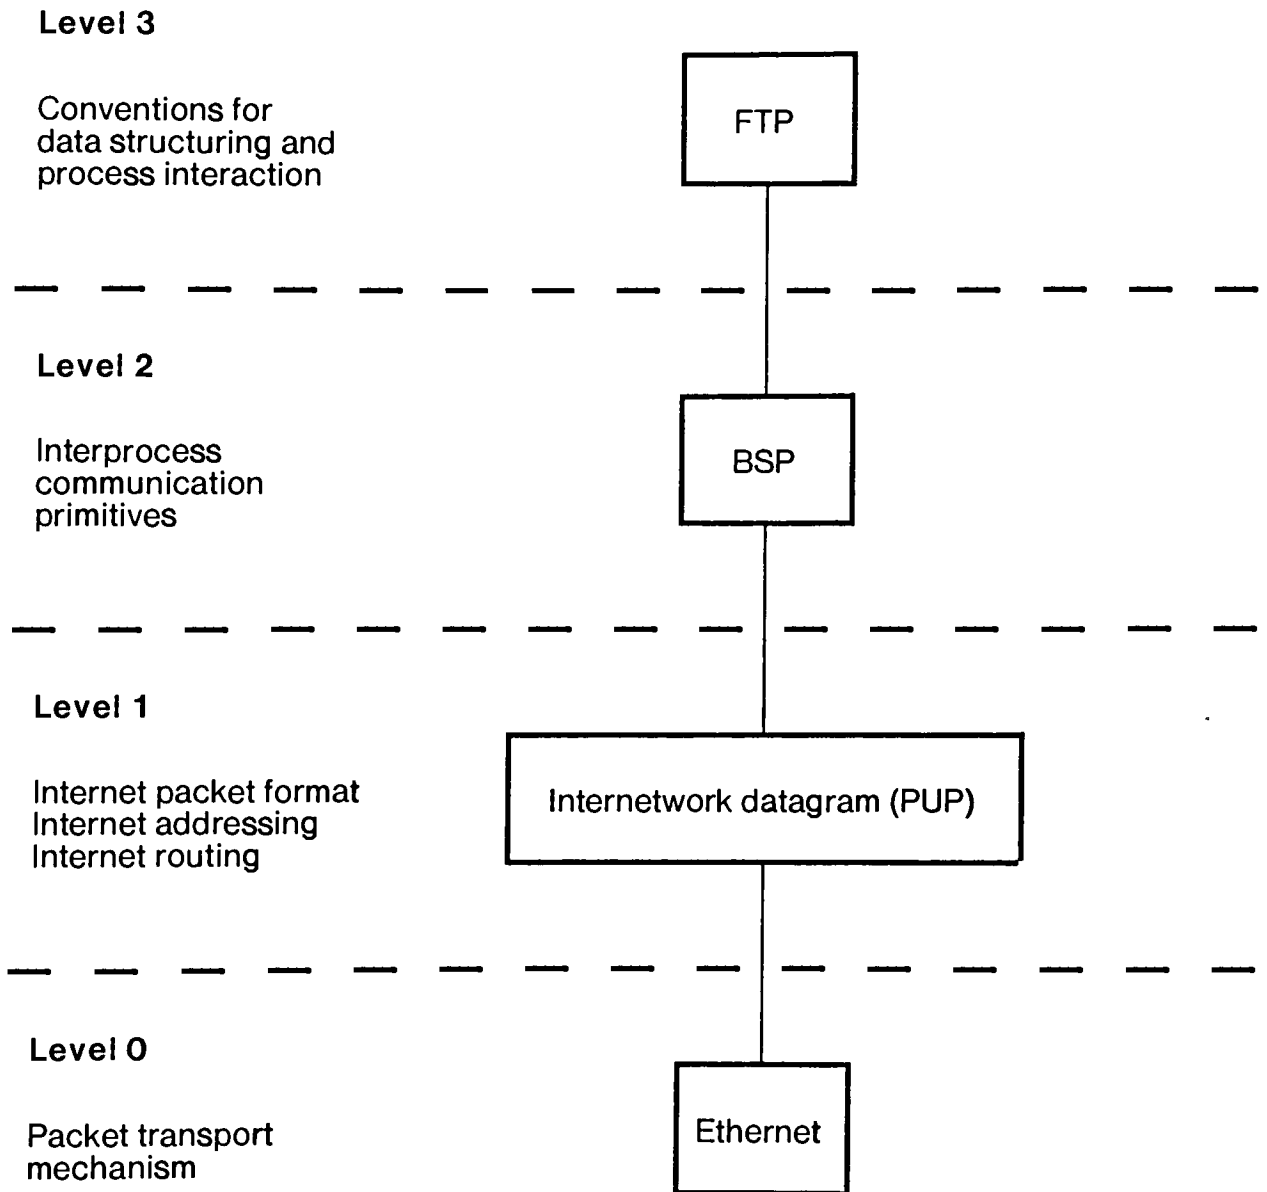 Level 3
Conventions for
data structuring and
process interaction
FTP
Level 2
Interprocess
communication
primitives
BSP
Level 1
Internet packet format
Internet addressing
Internet routing
Internetwork datagram (PUP)
Level 0
Packet transport
mechanism
Ethernet